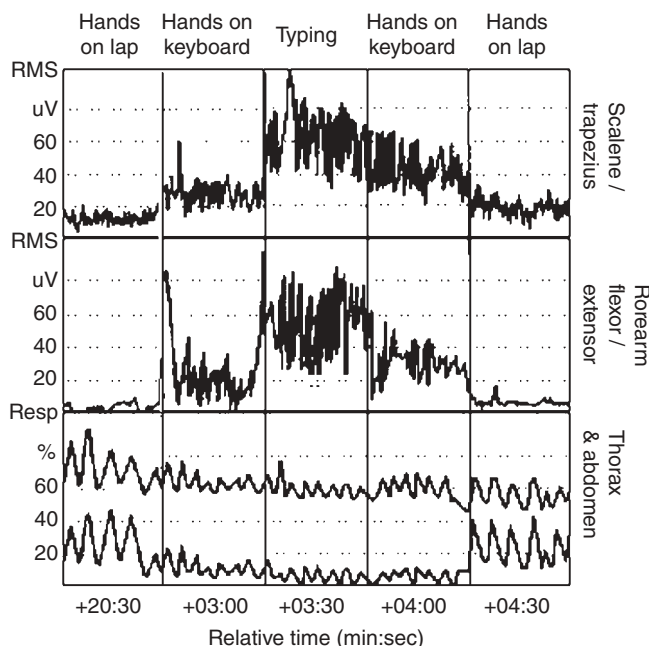 Hands on lap
Hands on keyboard
Typing
Hands on keyboard
Hands on lap
RMS
uV
60
40
20
Scalene /
trapezius
RMS
uV
60
40
20
Rorearm
flexor /
extensor
Resp
%
60
40
20
Thorax
& abdomen
+20:30 +03:00 +03:30 +04:00 +04:30
Relative time (min:sec)